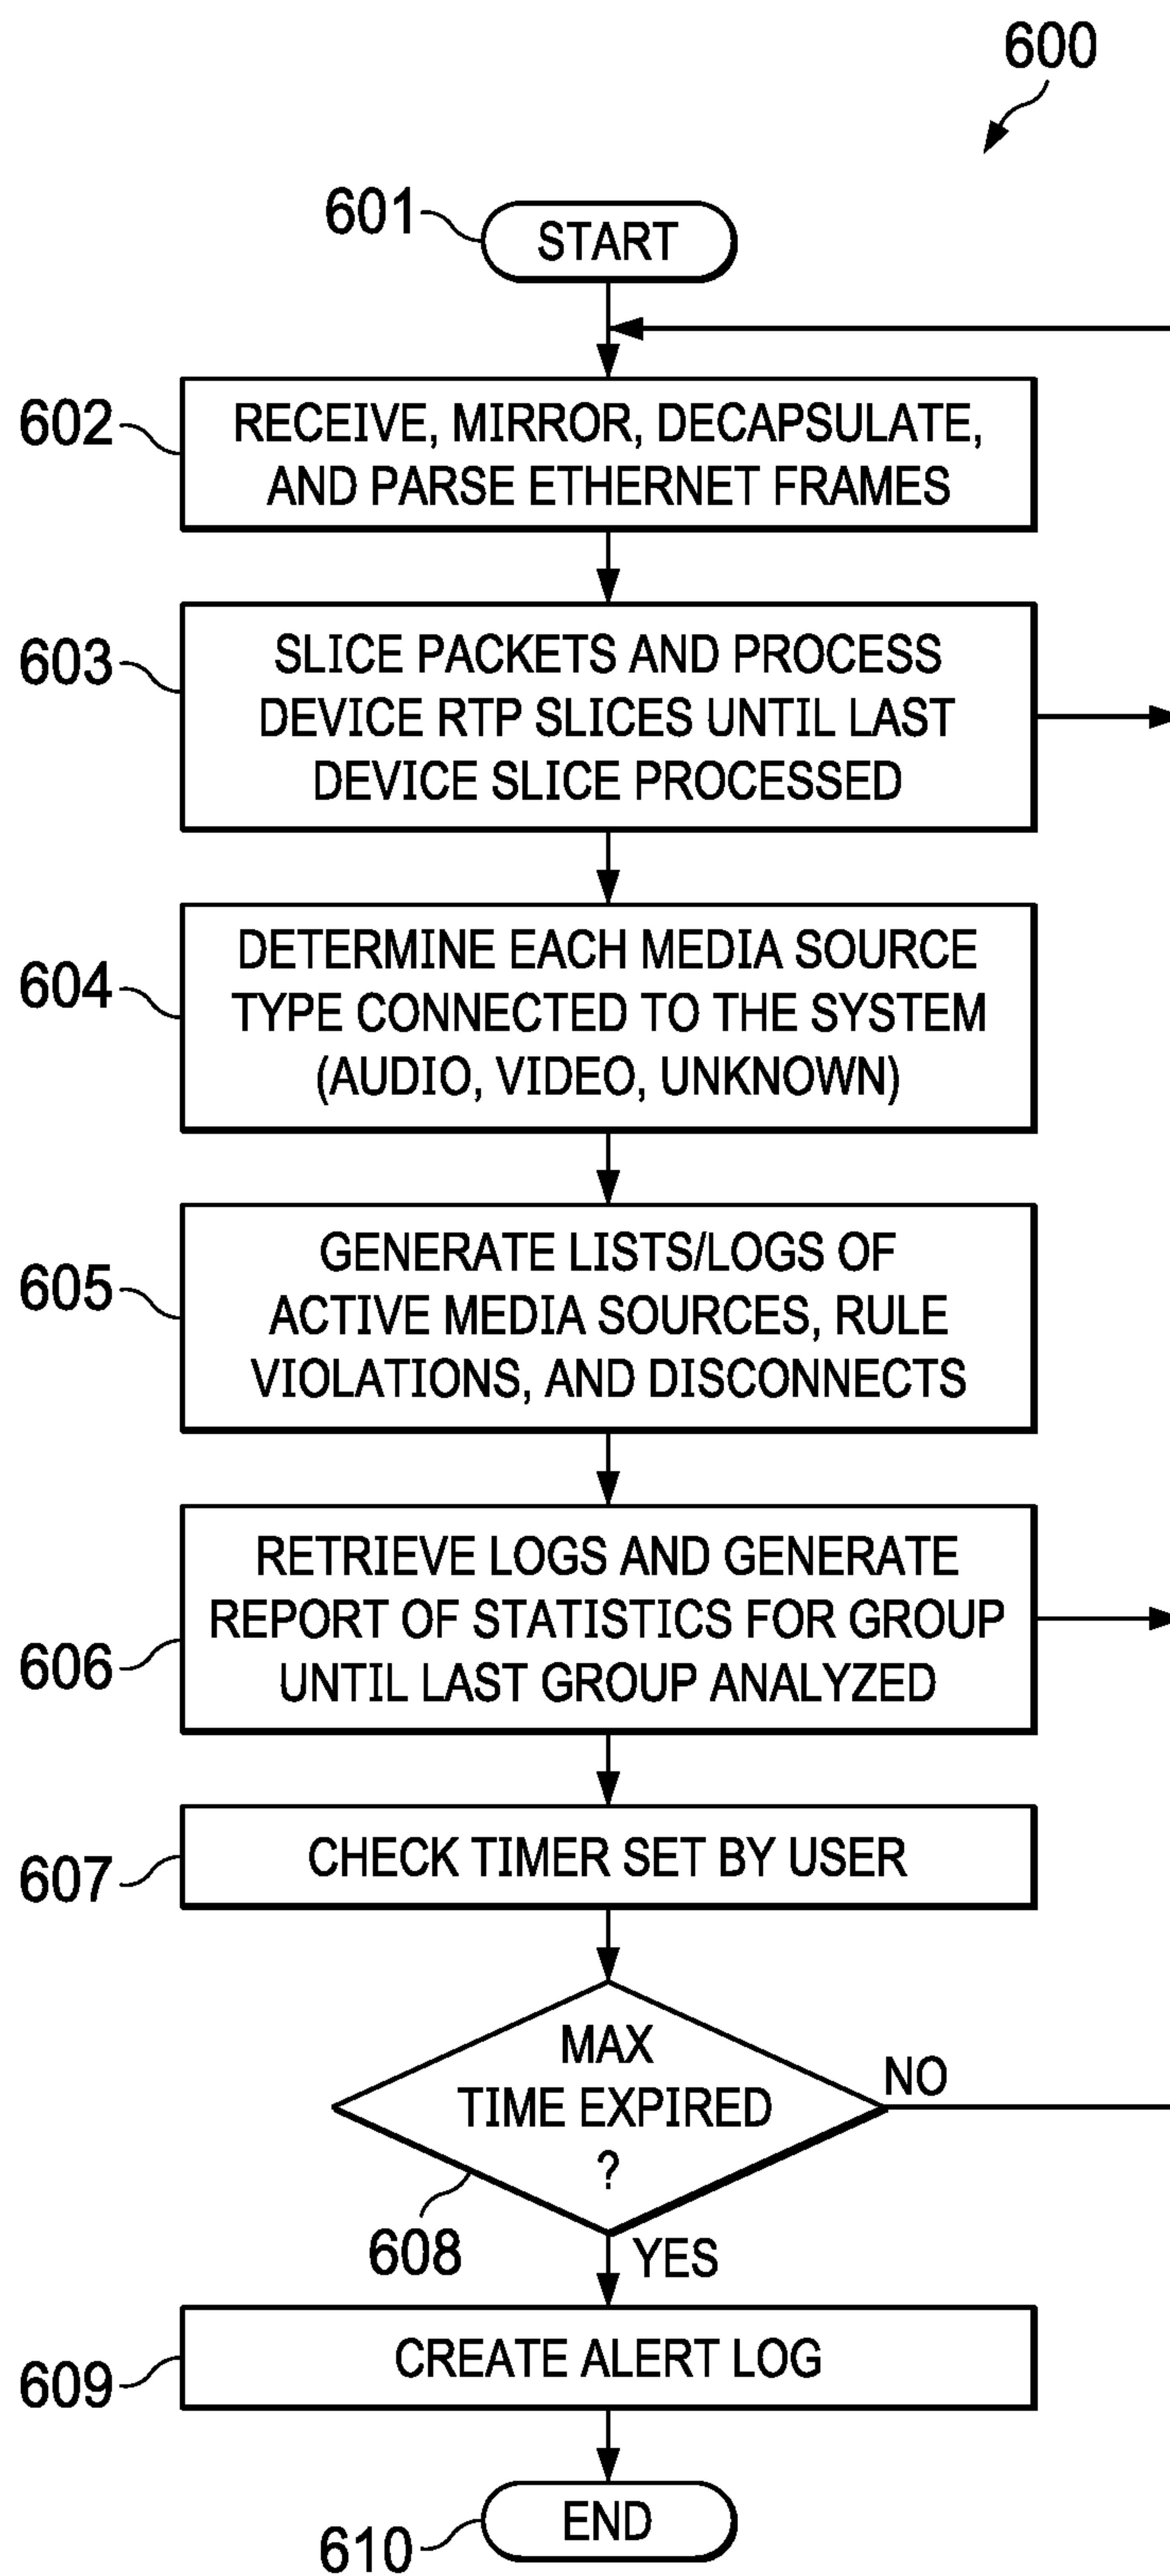 600
601
START
602
RECEIVE, MIRROR, DECAPSULATE,
AND PARSE ETHERNET FRAMES
603
SLICE PACKETS AND PROCESS
DEVICE RTP SLICES UNTIL LAST
DEVICE SLICE PROCESSED
604
DETERMINE EACH MEDIA SOURCE
TYPE CONNECTED TO THE SYSTEM
(AUDIO, VIDEO, UNKNOWN)
605
GENERATE LISTS/LOGS OF
ACTIVE MEDIA SOURCES, RULE
VIOLATIONS, AND DISCONNECTS
606
RETRIEVE LOGS AND GENERATE
REPORT OF STATISTICS FOR GROUP
UNTIL LAST GROUP ANALYZED
607
CHECK TIMER SET BY USER
MAX
TIME EXPIRED
?
NO
608
YES
609
CREATE ALERT LOG
610
END